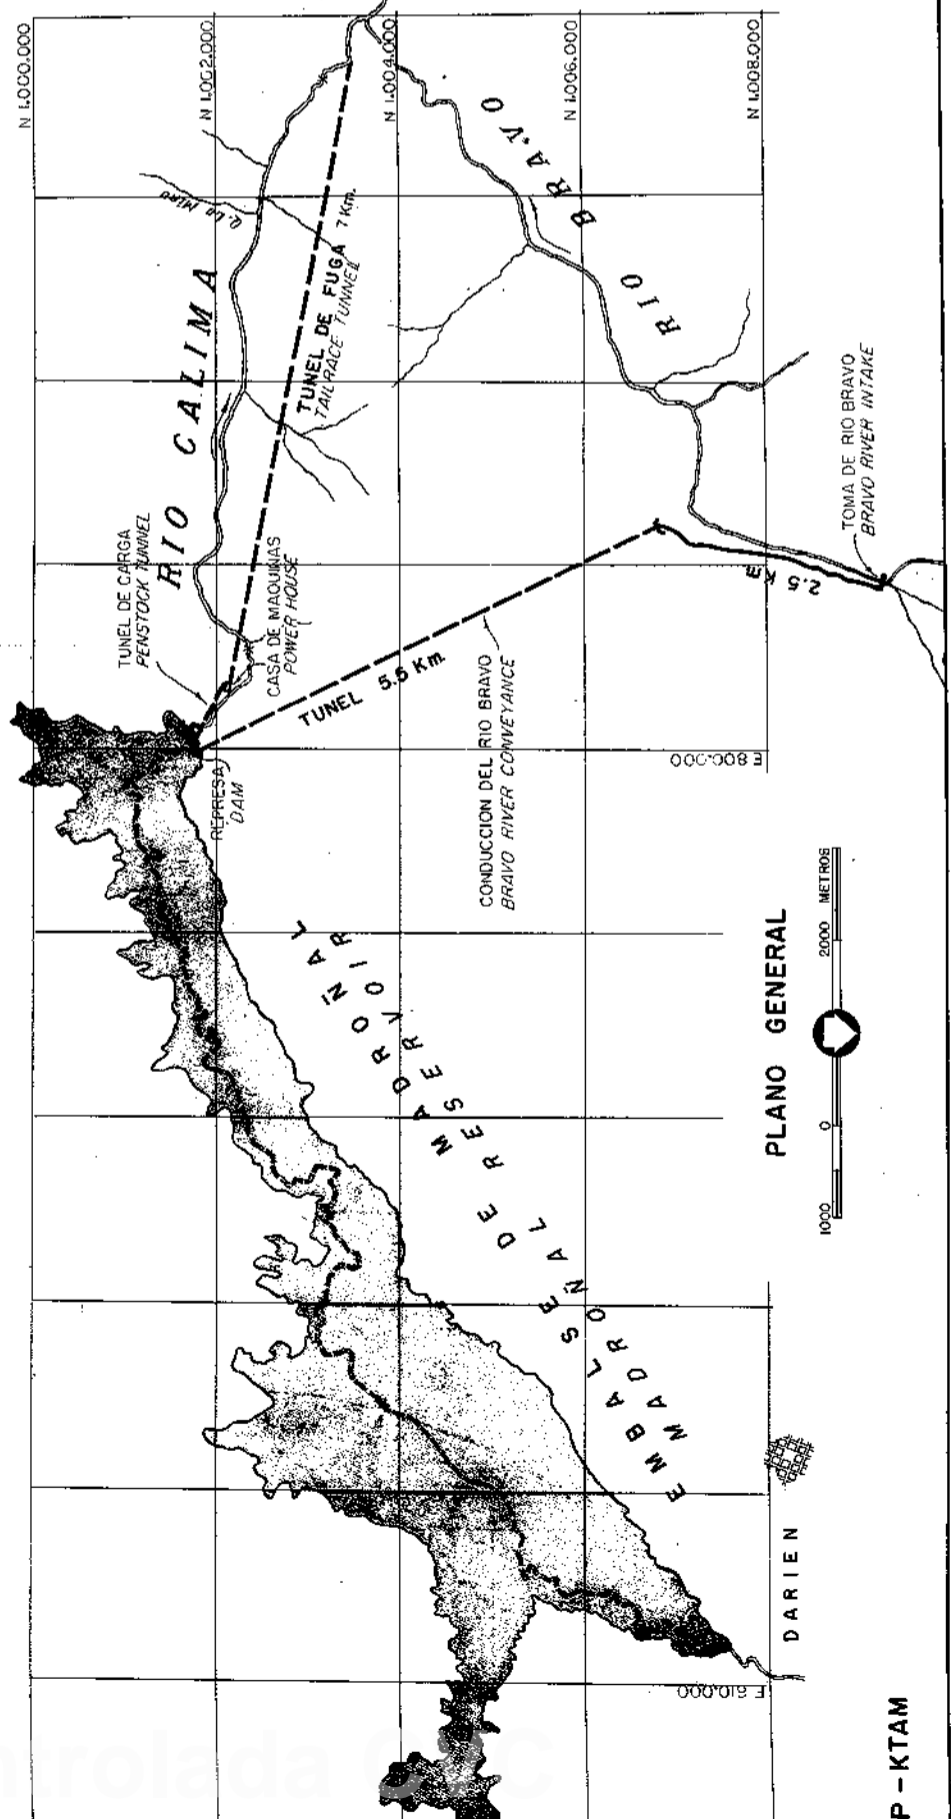 N 1.000.000
N 1.002.000
N 1.004.000
N 1.006.000
N 1.008.000
Q. LA MINA
RIO CALIMA
RIO BRAVO
TUNEL DE FUGA 7 Km.
TAILRACE TUNNEL
TUNEL DE CARGA
PENSTOCK TUNNEL
CASA DE MAQUINAS
POWER HOUSE
TOMA DE RIO BRAVO
BRAVO RIVER INTAKE
2.5 Km
TUNEL 5.5 Km.
REPRESA
DAM
CONDUCCION DEL RIO BRAVO
BRAVO RIVER CONVEYANCE
E 800.000
EMBALSE DE MADROÑAL
MADROÑAL RESERVOIR
PLANO GENERAL
1000 0 2000 METROS
E 810.000
DARIEN
P-KTAM
ntrolada CVC